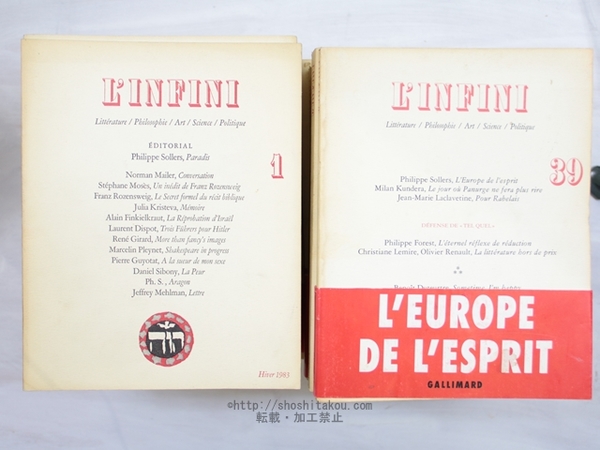 L'INFINI
Littérature / Philosophie / Art / Science / Politique
ÉDITORIAL
Philippe Sollers, Paradis
1
Norman Mailer, Conversation
Stéphane Mosès, Un inédit de Franz Rosenzweig
Franz Rosenzweig, Le Secret formel du récit biblique
Julia Kristeva, Mémoire
Alain Finkielkraut, La Réprobation d'Israël
Laurent Dispot, Trois Führers pour Hitler
René Girard, More than fancy's images
Marcelin Pleynet, Shakespeare in progress
Pierre Guyotat, A la sueur de mon sexe
Daniel Sibony, La Peur
Ph. S., Aragon
Jeffrey Mehlman, Lettre
Hiver 1983
L'INFINI
Littérature / Philosophie / Art / Science / Politique
39
Philippe Sollers, L'Europe de l'esprit
Milan Kundera, Le jour où Panurge ne fera plus rire
Jean-Marie Laclavetine, Pour Rabelais
DÉFENSE DE «TEL QUEL»
Philippe Forest, L'éternel réflexe de réduction
Christiane Lemire, Olivier Renault, La littérature hors de prix
L'EUROPE
DE L'ESPRIT
GALLIMARD
©http://shoshitakou.com
転載・加工禁止